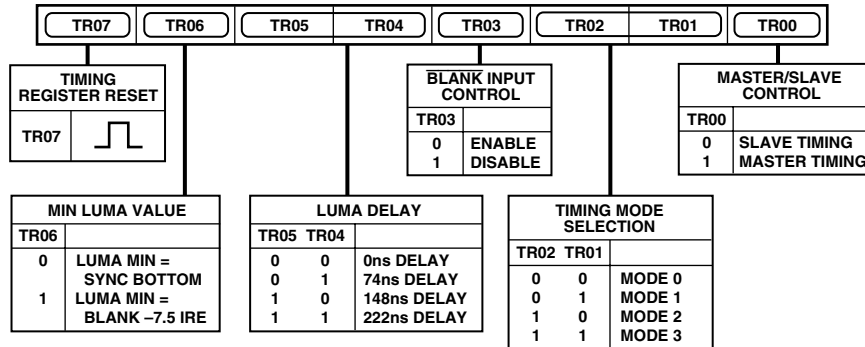 TR07 TR06 TR05 TR04 TR03 TR02 TR01 TR00
TIMING
REGISTER RESET
TR07
BLANK INPUT
CONTROL
TR03
0 ENABLE
1 DISABLE
MASTER/SLAVE
CONTROL
TR00
0 SLAVE TIMING
1 MASTER TIMING
MIN LUMA VALUE
TR06
0 LUMA MIN =
SYNC BOTTOM
1 LUMA MIN =
BLANK –7.5 IRE
LUMA DELAY
TR05 TR04
0 0 0ns DELAY
0 1 74ns DELAY
1 0 148ns DELAY
1 1 222ns DELAY
TIMING MODE
SELECTION
TR02 TR01
0 0 MODE 0
0 1 MODE 1
1 0 MODE 2
1 1 MODE 3